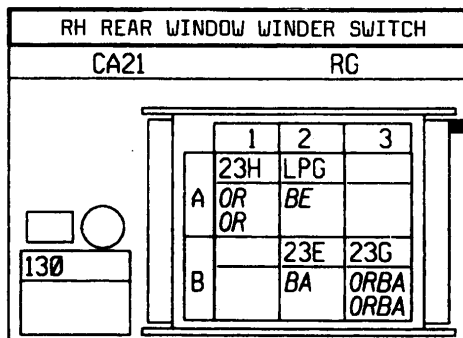 RH REAR WINDOW WINDER SWITCH
CA21 RG
1 2 3
23H LPG
A OR BE
OR
23E 23G
130
B BA ORBA
ORBA